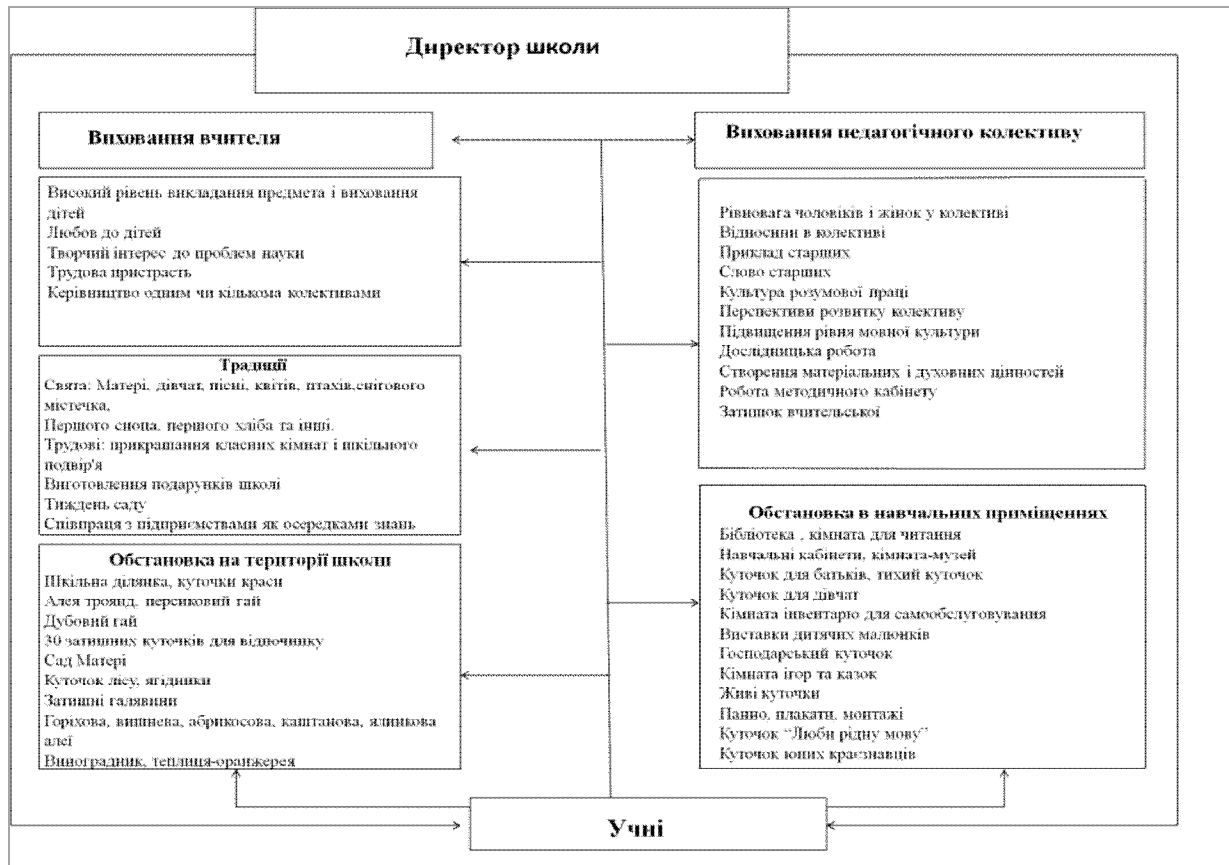 Директор школи
Виховання вчителя
Високий рівень викладання предмета і виховання
дітей
Любов до дітей
Творчий інтерес до проблем науки
Трудова пристрасть
Керівництво одним чи кількома колективами
Традиції
Свята: Матері, дівчат, пісні, квітів, птахів,снігового
містечка,
Першого снопа, першого хліба та інші.
Трудові: прикрашання класних кімнат і шкільного
подвір'я
Виготовлення подарунків школі
Тиждень саду
Співпраця з підприємствами як осередками знань
Обстановка на території школи
Шкільна ділянка, куточки краси
Алея троянд, персиковий гай
Дубовий гай
30 затишних куточків для відпочинку
Сад Матері
Куточок лісу, ягідники
Затишні галявини
Горіхова, вишнева, абрикосова, каштанова, ялинкова
алеї
Виноградник, теплиця-оранжерея
Виховання педагогічного колективу
Рівновага чоловіків і жінок у колективі
Відносини в колективі
Приклад старших
Слово старших
Культура розумової праці
Перспективи розвитку колективу
Підвищення рівня мовної культури
Дослідницька робота
Створення матеріальних і духовних цінностей
Робота методичного кабінету
Затишок вчительської
Обстановка в навчальних приміщеннях
Бібліотека , кімната для читання
Навчальні кабінети, кімната-музей
Куточок для батьків, тихий куточок
Куточок для дівчат
Кімната інвентарю для самообслуговування
Виставки дитячих малюнків
Господарський куточок
Кімната ігор та казок
Живі куточки
Панно, плакати, монтажі
Куточок “Люби рідну мову”
Куточок юних краєзнавців
Учні